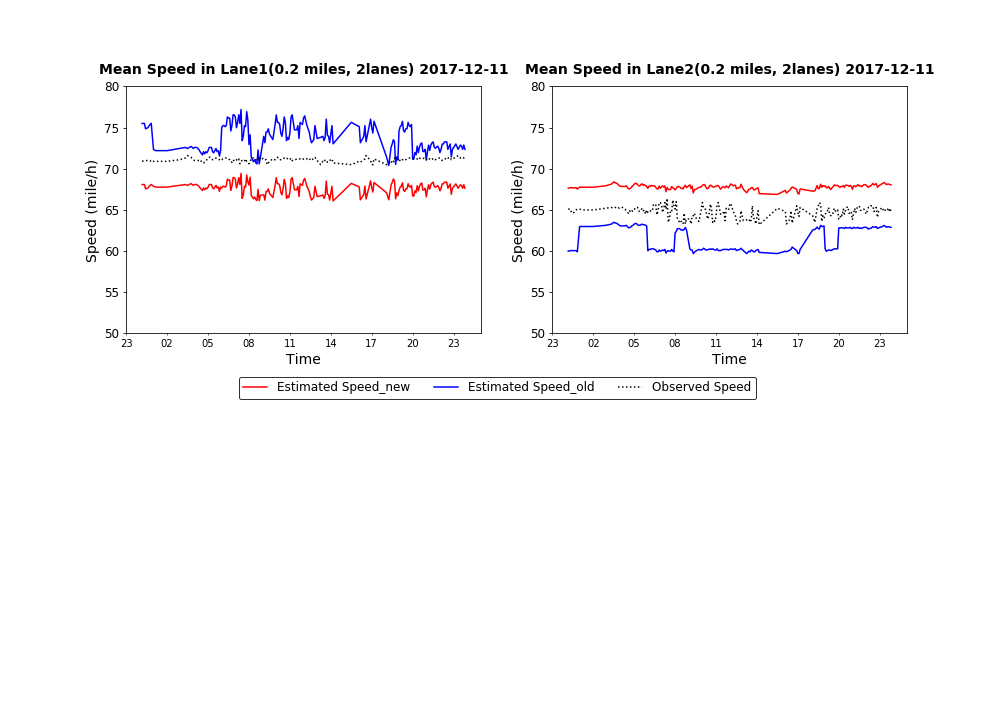 Mean Speed in Lane1(0.2 miles, 2lanes) 2017-12-11
80
75
70
65
60
55
50
Speed (mile/h)
23 02 05 08 11 14 17 20 23
Time
Mean Speed in Lane2(0.2 miles, 2lanes) 2017-12-11
80
75
70
65
60
55
50
Speed (mile/h)
23 02 05 08 11 14 17 20 23
Time
Estimated Speed_new Estimated Speed_old Observed Speed